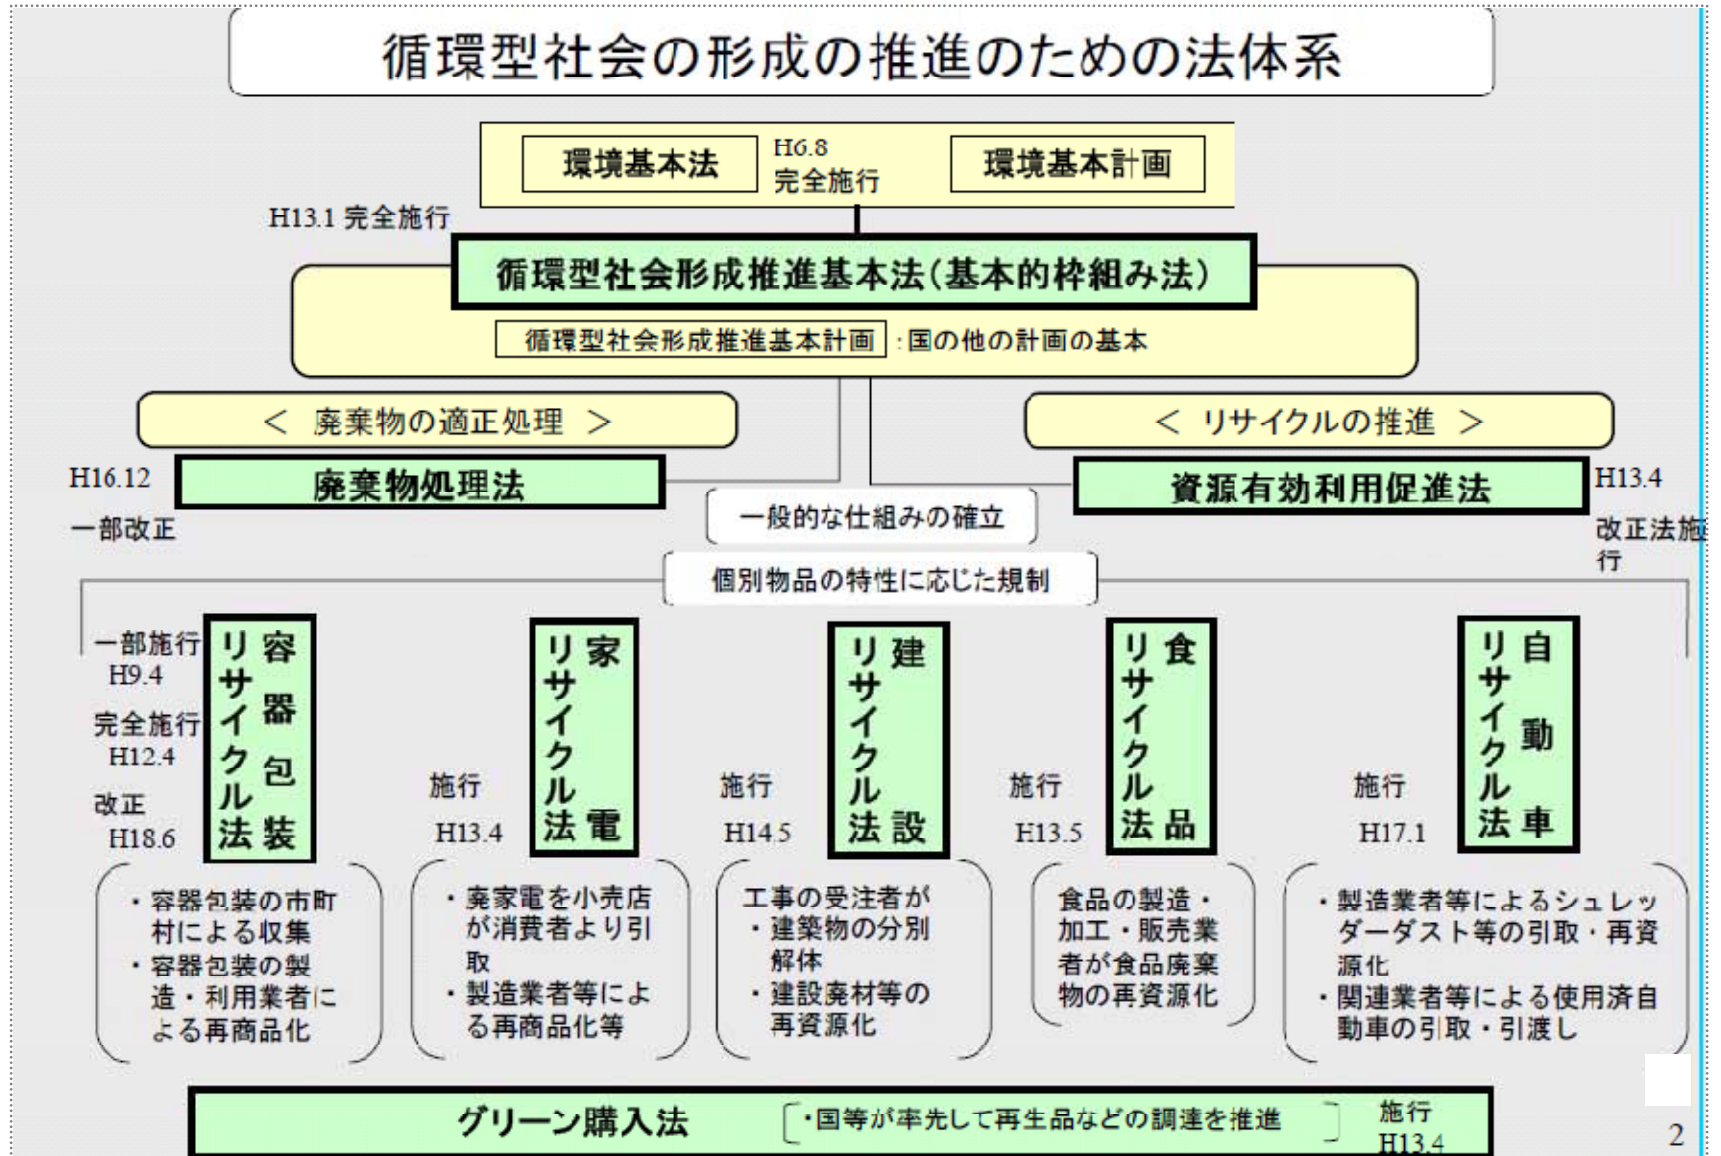 循環型社会の形成の推進のための法体系
環境基本法
H6.8
完全施行
環境基本計画
H13.1 完全施行
循環型社会形成推進基本法(基本的枠組み法)
循環型社会形成推進基本計画:国の他の計画の基本
< 廃棄物の適正処理 >
< リサイクルの推進 >
H16.12
一部改正
廃棄物処理法
資源有効利用促進法
H13.4
改正法施
行
一般的な仕組みの確立
個別物品の特性に応じた規制
一部施行
H9.4
完全施行
H12.4
改正
H18.6
容器包装
リサイクル法
施行
H13.4
家電
リサイクル法
施行
H14.5
建設
リサイクル法
施行
H13.5
食品
リサイクル法
施行
H17.1
自動車
リサイクル法
・容器包装の市町
村による収集
・容器包装の製
造・利用業者に
よる再商品化
・廃家電を小売店
が消費者より引
取
・製造業者等によ
る再商品化等
工事の受注者が
・建築物の分別
解体
・建設廃材等の
再資源化
食品の製造・
加工・販売業
者が食品廃棄
物の再資源化
・製造業者等によるシュレッ
ダーダスト等の引取・再資
源化
・関連業者等による使用済自
動車の引取・引渡し
グリーン購入法
・国等が率先して再生品などの調達を推進
施行
H13.4
2